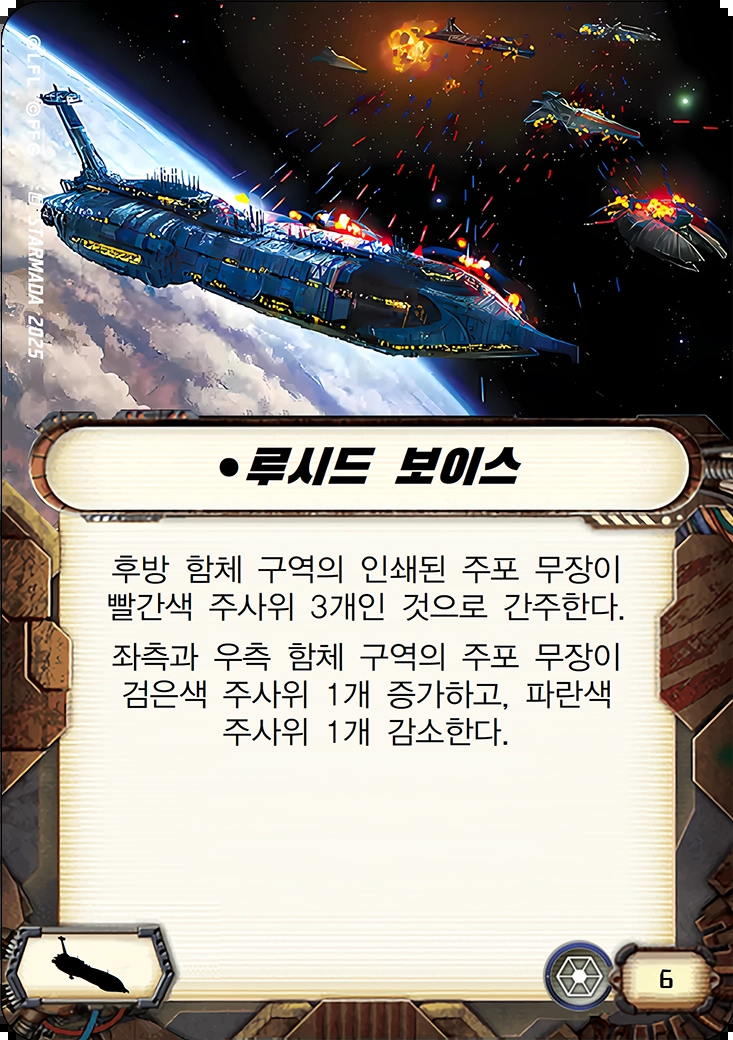 ©LFL ©FFG STARMADA 2025.
•루시드 보이스
후방 함체 구역의 인쇄된 주포 무장이
빨간색 주사위 3개인 것으로 간주한다.
좌측과 우측 함체 구역의 주포 무장이
검은색 주사위 1개 증가하고, 파란색
주사위 1개 감소한다.
6